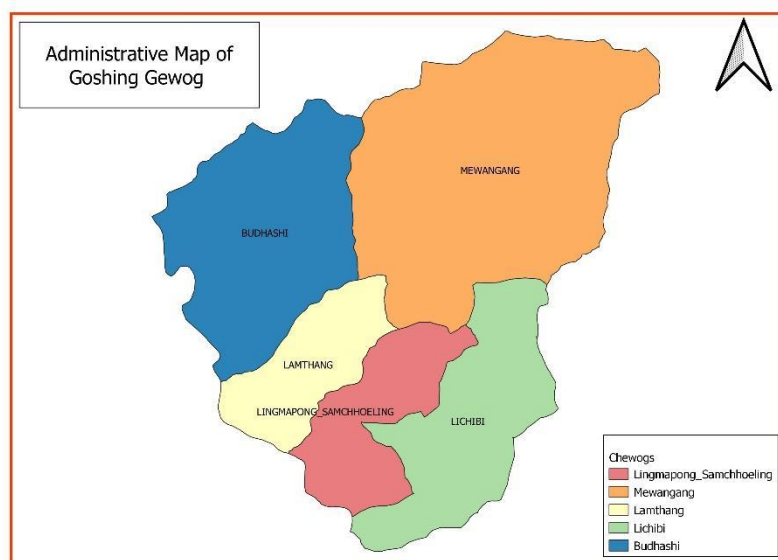 Administrative Map of
Goshing Gewog
MEWANGANG
BUDHASHI
LAMTHANG
LINGMAPONG_SAMCHHOELING
LICHIBI
Chewogs
Lingmapong_Samchhoeling
Mewangang
Lamthang
Lichibi
Budhashi